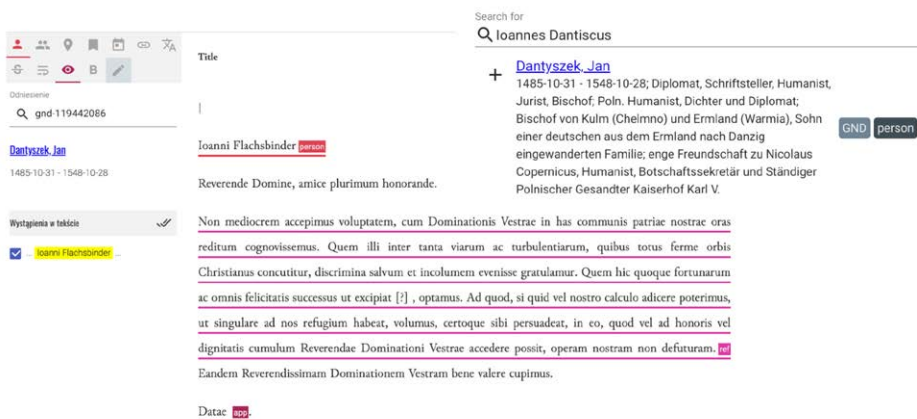 Odniesienie
gnd-119442086
Dantyszek, Jan
1485-10-31 - 1548-10-28
Wystąpienia w tekście
... Ioanni Flachsbinder ...
Title
Ioanni Flachsbinder person
Reverende Domine, amice plurimum honorande.
Non mediocrem accepimus voluptatem, cum Dominationis Vestrae in has communis patriae nostrae oras
reditum cognovissemus. Quem illi inter tanta viarum ac turbulentiarum, quibus totus ferme orbis
Christianus concutitur, discrimina salvum et incolumem evenisse gratulamur. Quem hic quoque fortunarum
ac omnis felicitatis successus ut excipiat [?] , optamus. Ad quod, si quid vel nostro calculo adicere poterimus,
ut singulare ad nos refugium habeat, volumus, certoque sibi persuadeat, in eo, quod vel ad honoris vel
dignitatis cumulum Reverendae Dominationi Vestrae accedere possit, operam nostram non defuturam. ref
Eandem Reverendissimam Dominationem Vestram bene valere cupimus.
Datae app.
Search for
Ioannes Dantiscus
Dantyszek, Jan
1485-10-31 - 1548-10-28; Diplomat, Schriftsteller, Humanist,
Jurist, Bischof; Poln. Humanist, Dichter und Diplomat;
Bischof von Kulm (Chełmno) und Ermland (Warmia), Sohn
einer deutschen aus dem Ermland nach Danzig
eingewanderten Familie; enge Freundschaft zu Nicolaus
Copernicus, Humanist, Botschaftssekretär und Ständiger
Polnischer Gesandter Kaiserhof Karl V.
GND person